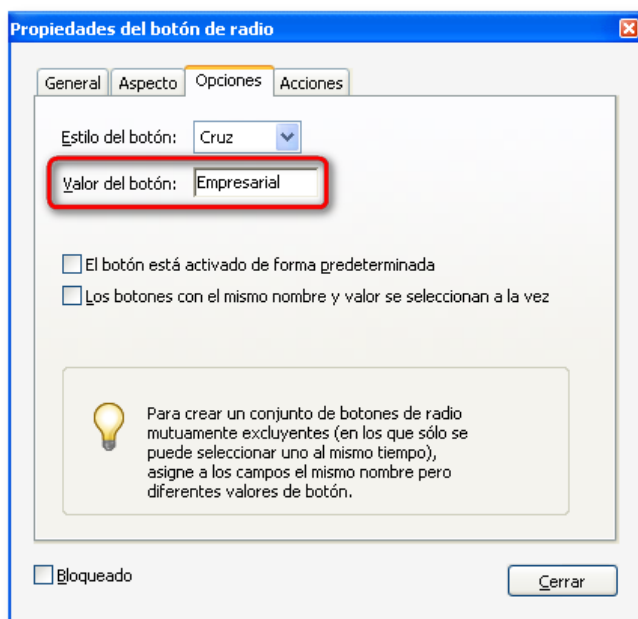 Propiedades del botón de radio
General Aspecto Opciones Acciones
Estilo del botón: Cruz
Valor del botón: Empresarial
El botón está activado de forma predeterminada
Los botones con el mismo nombre y valor se seleccionan a la vez
Para crear un conjunto de botones de radio
mutuamente excluyentes (en los que sólo se
puede seleccionar uno al mismo tiempo),
asigne a los campos el mismo nombre pero
diferentes valores de botón.
Bloqueado
Cerrar